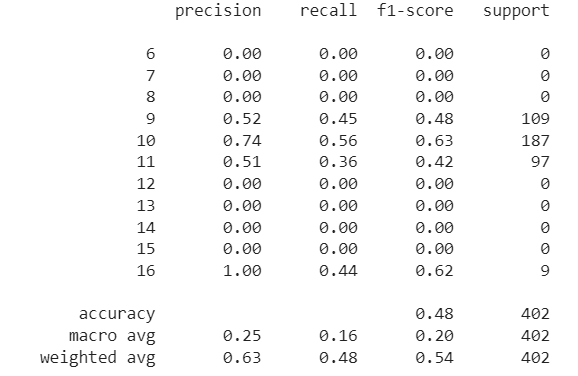 precision recall f1-score support
6 0.00 0.00 0.00 0
7 0.00 0.00 0.00 0
8 0.00 0.00 0.00 0
9 0.52 0.45 0.48 109
10 0.74 0.56 0.63 187
11 0.51 0.36 0.42 97
12 0.00 0.00 0.00 0
13 0.00 0.00 0.00 0
14 0.00 0.00 0.00 0
15 0.00 0.00 0.00 0
16 1.00 0.44 0.62 9
accuracy 0.48 402
macro avg 0.25 0.16 0.20 402
weighted avg 0.63 0.48 0.54 402